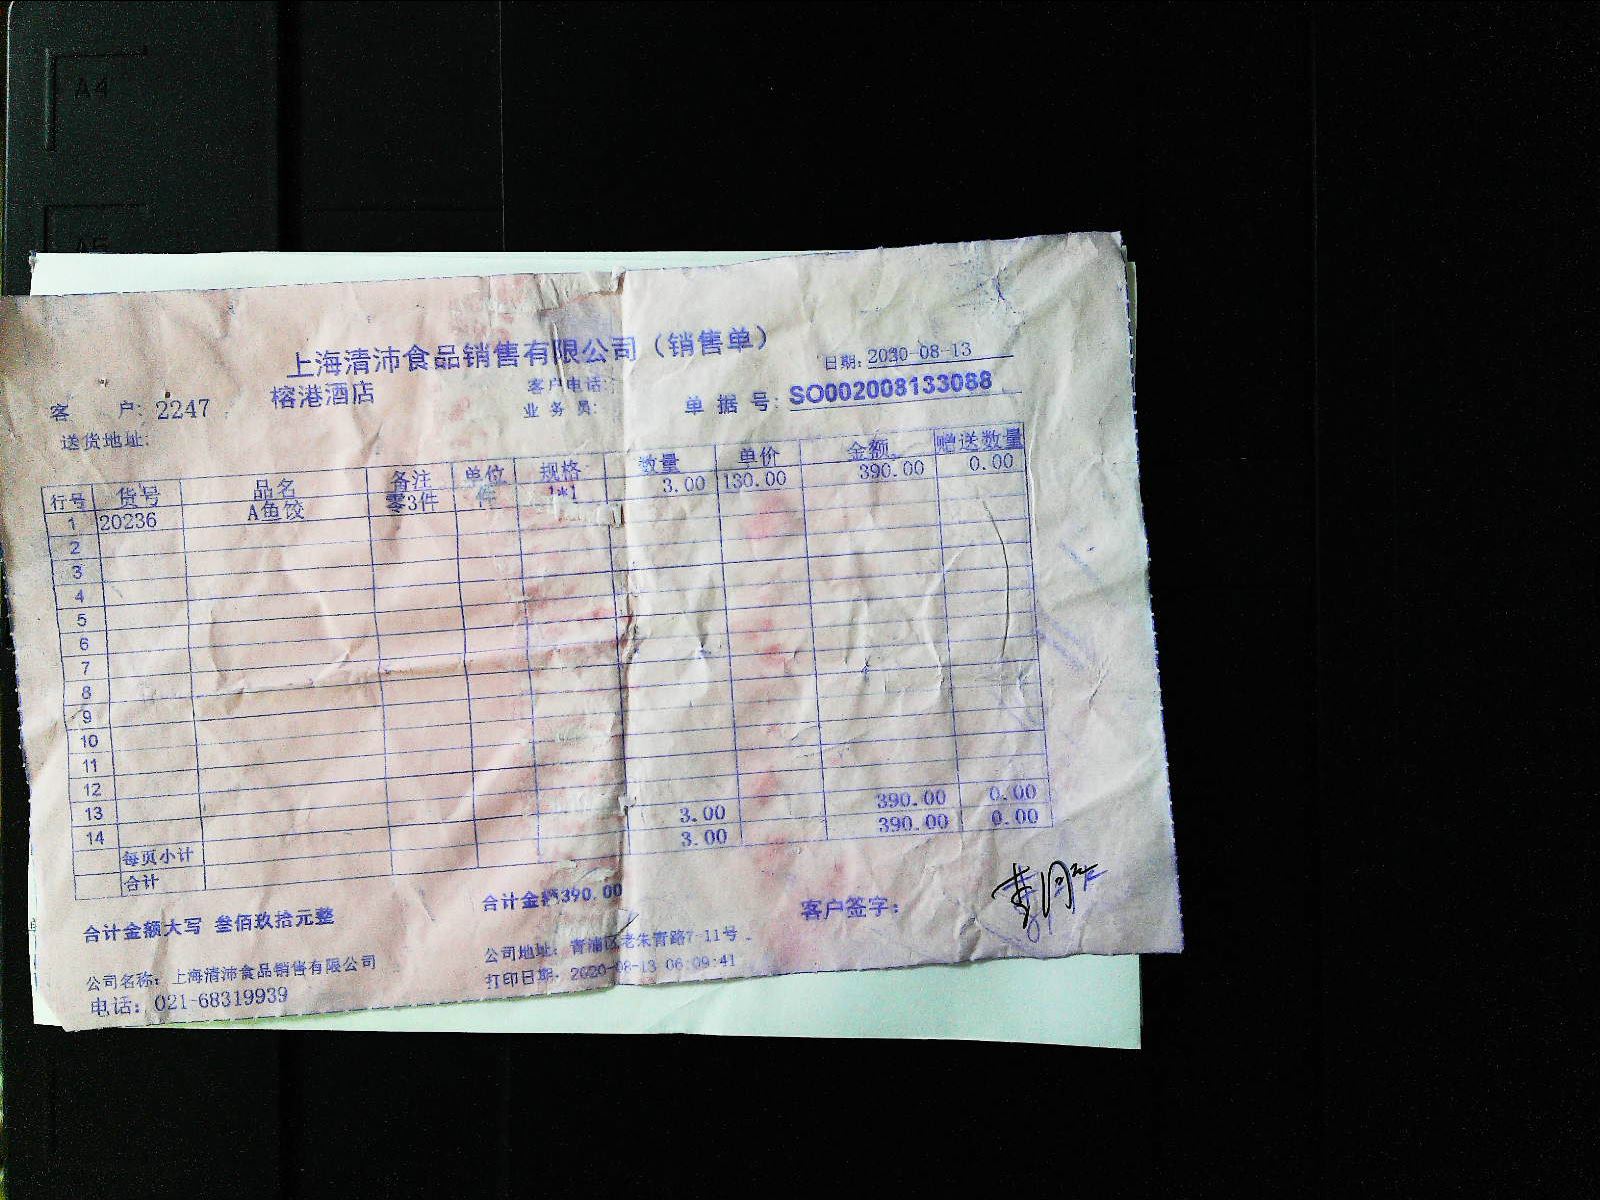 A4
A5
上海清沛食品销售有限公司（销售单）
日期: 2020-08-13
客户: 2247 榕港酒店 客户电话:
业务员: 单据号: SO002008133088
送货地址:
行号 货号 品名 备注 单位 规格 数量 单价 金额 赠送数量
1 20236 A鱼饺 零3件 件 1*1 3.00 130.00 390.00 0.00
2
3
4
5
6
7
8
9
10
11
12
13
14
每页小计 3.00 390.00 0.00
合计 3.00 390.00 0.00
合计金额大写 叁佰玖拾元整 合计金额390.00 客户签字:
公司名称: 上海清沛食品销售有限公司 公司地址: 青浦区老朱青路7-11号
电话: 021-68319939 打印日期: 2020-08-13 06:09:41